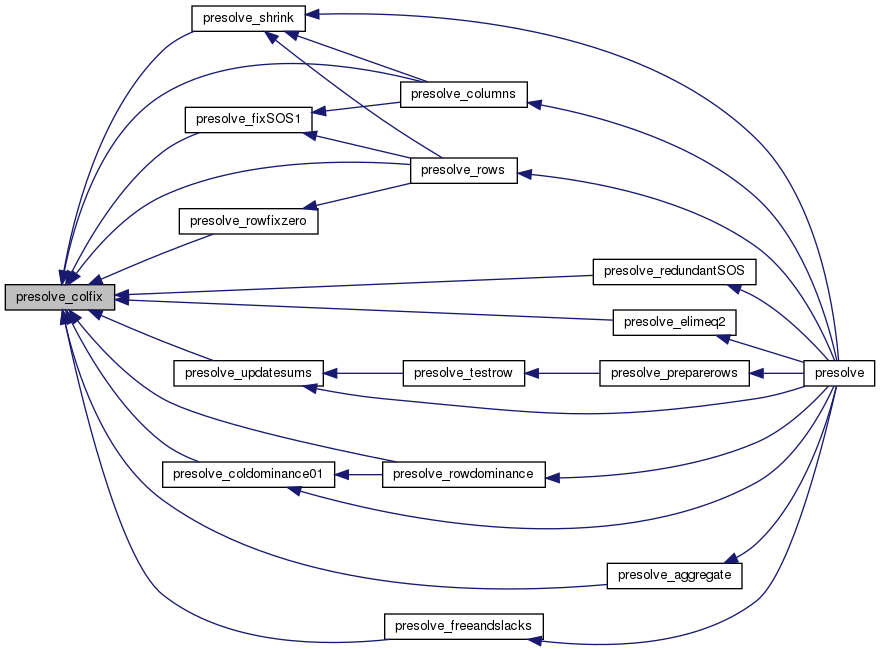 presolve_shrink
presolve_columns
presolve_fixSOS1
presolve_rows
presolve_rowfixzero
presolve_redundantSOS
presolve_colfix
presolve_elimeq2
presolve_updatesums
presolve_testrow
presolve_preparerows
presolve
presolve_coldominance01
presolve_rowdominance
presolve_aggregate
presolve_freeandslacks